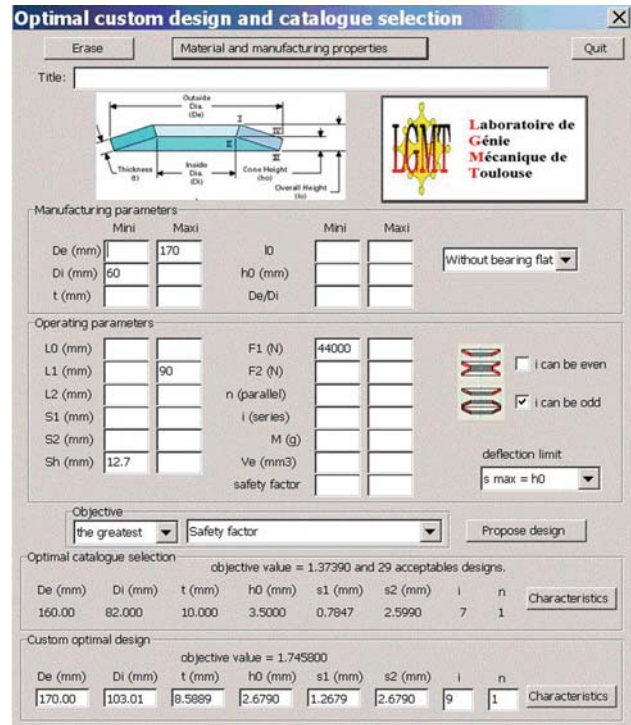 Optimal custom design and catalogue selection
Erase Material and manufacturing properties Quit
Title:
Outside Dia. (De)
I
IV
II
III
Thickness (t)
Inside Dia. (Di)
Cone Height (ho)
Overall Height (lo)
LGMT
Laboratoire de
Génie
Mécanique de
Toulouse
Manufacturing parameters
Mini Maxi Mini Maxi
De (mm) 170 l0
Di (mm) 60 h0 (mm)
t (mm) De/Di
Without bearing flat
Operating parameters
L0 (mm) F1 (N) 44000
L1 (mm) 90 F2 (N)
L2 (mm) n (parallel)
S1 (mm) i (series)
S2 (mm) M (g)
Sh (mm) 12.7 Ve (mm3)
safety factor
i can be even
i can be odd
deflection limit
s max = h0
Objective
the greatest Safety factor Propose design
Optimal catalogue selection
objective value = 1.37390 and 29 acceptables designs.
De (mm) Di (mm) t (mm) h0 (mm) s1 (mm) s2 (mm) i n
160.00 82.000 10.000 3.5000 0.7847 2.5990 7 1
Characteristics
Custom optimal design
objective value = 1.745800
De (mm) Di (mm) t (mm) h0 (mm) s1 (mm) s2 (mm) i n
170.00 103.01 8.5889 2.6790 1.2679 2.6790 9 1 Characteristics